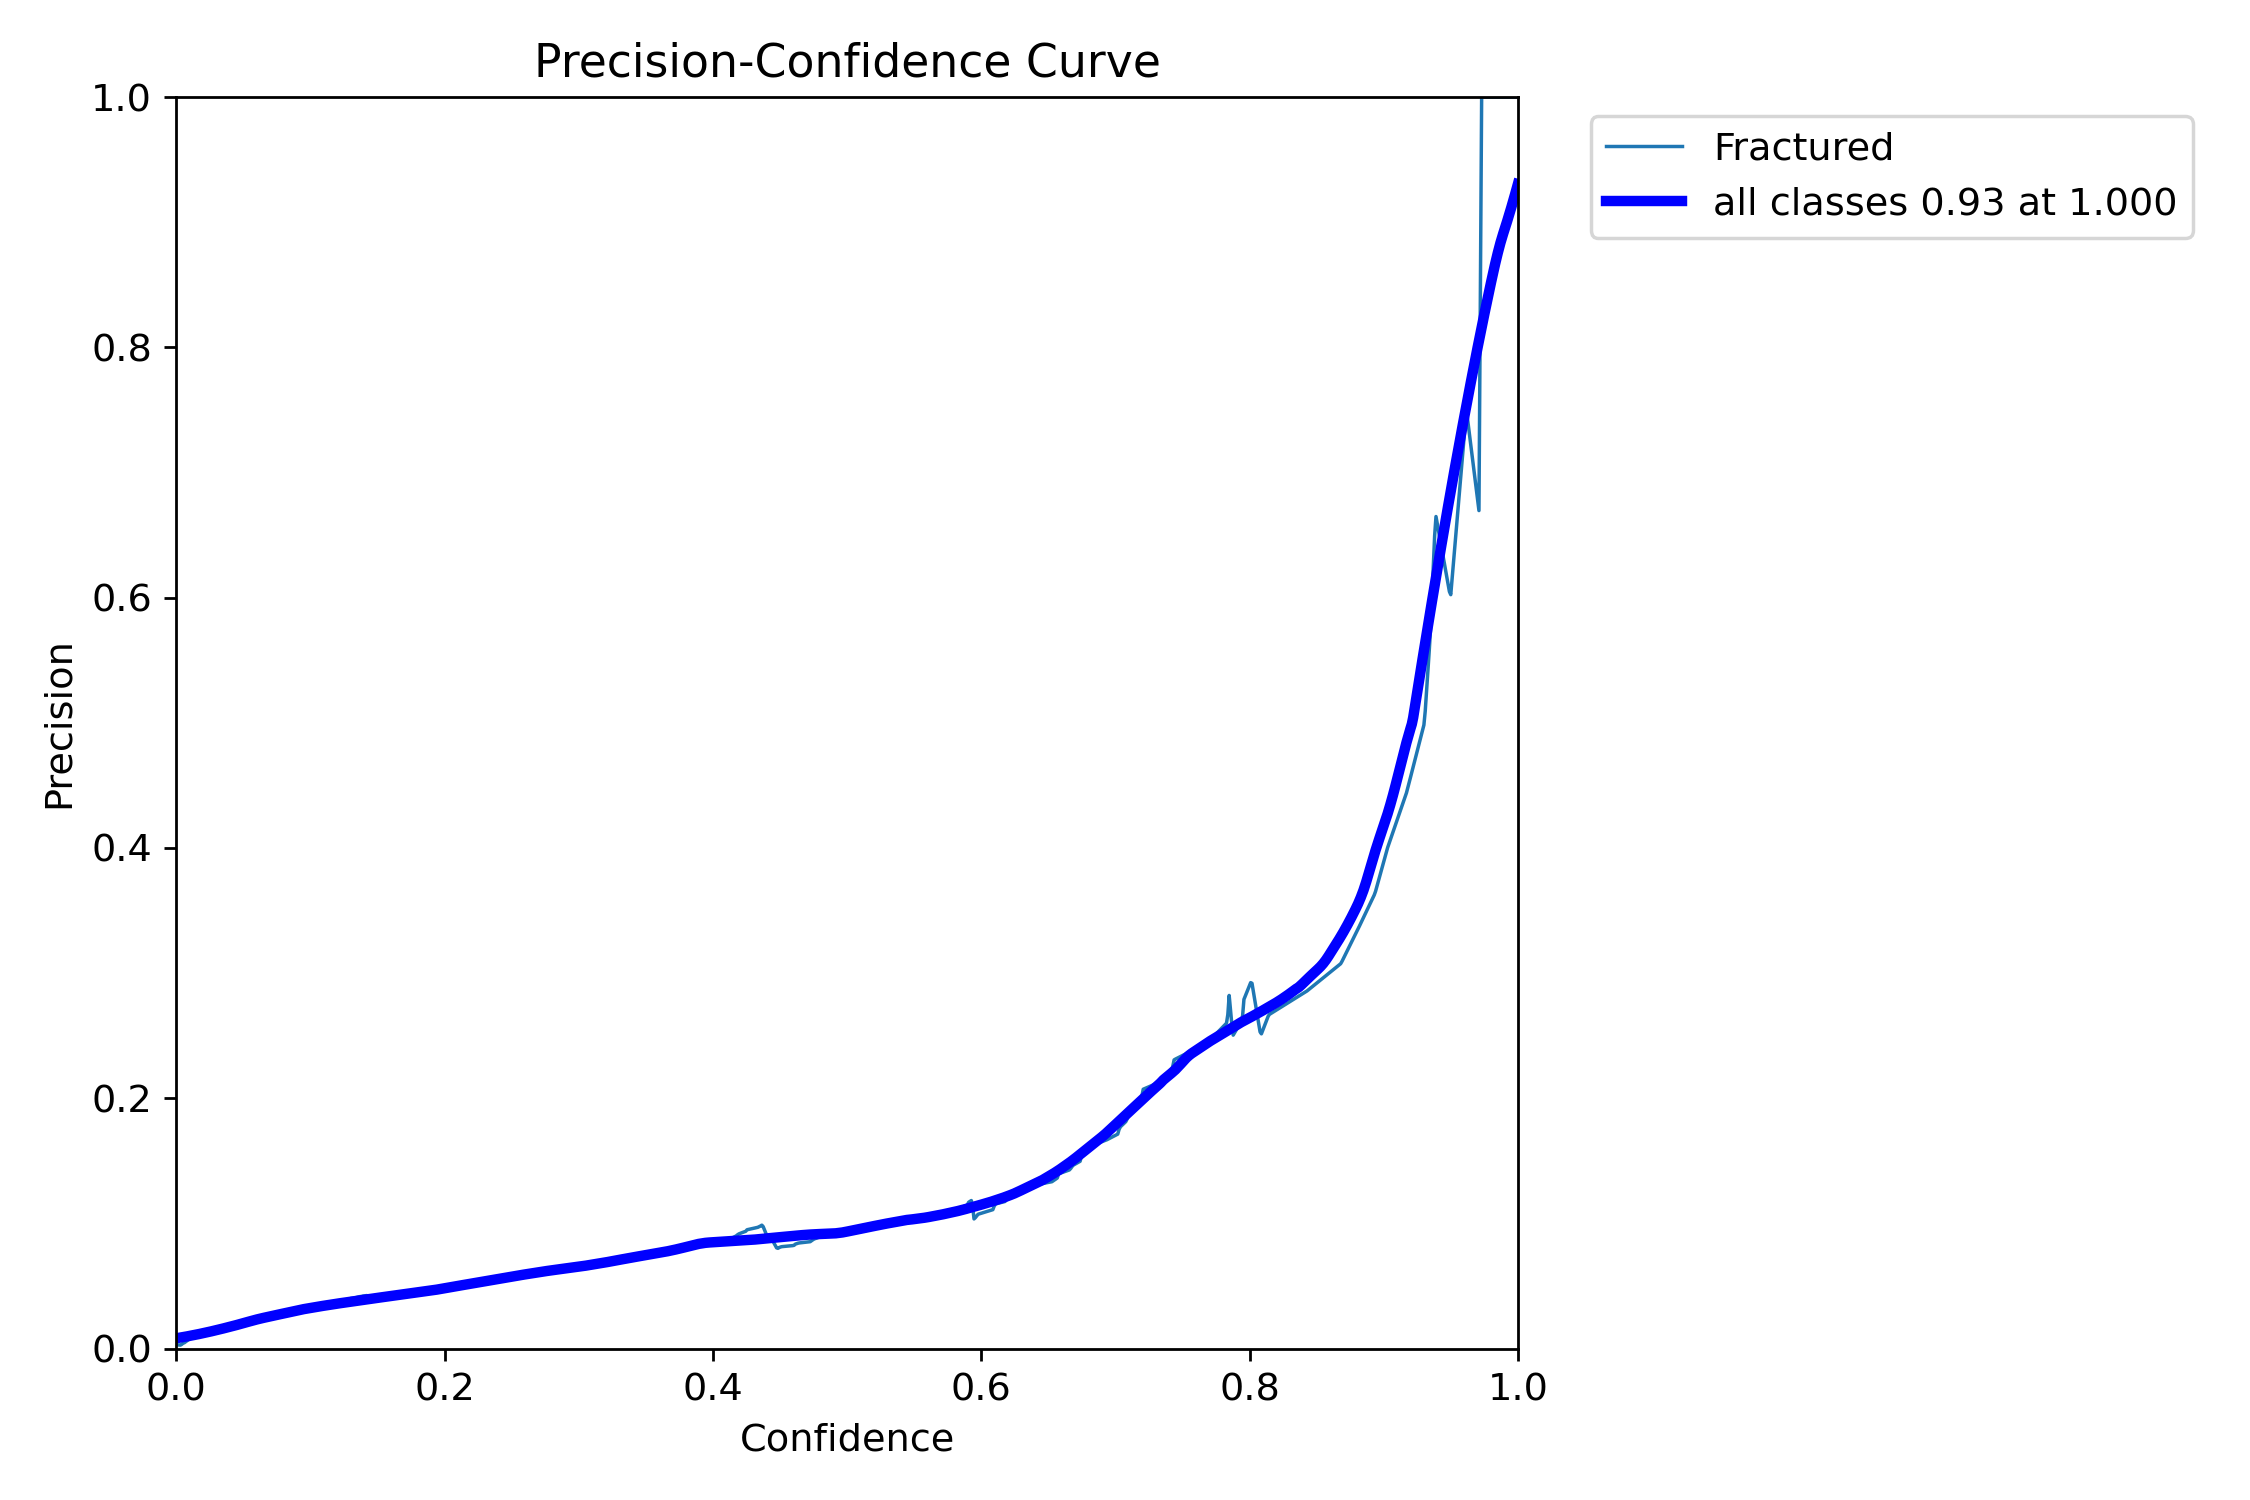 Precision-Confidence Curve
1.0
0.8
0.6
0.4
0.2
0.0
Precision
0.0 0.2 0.4 0.6 0.8 1.0
Confidence
Fractured
all classes 0.93 at 1.000